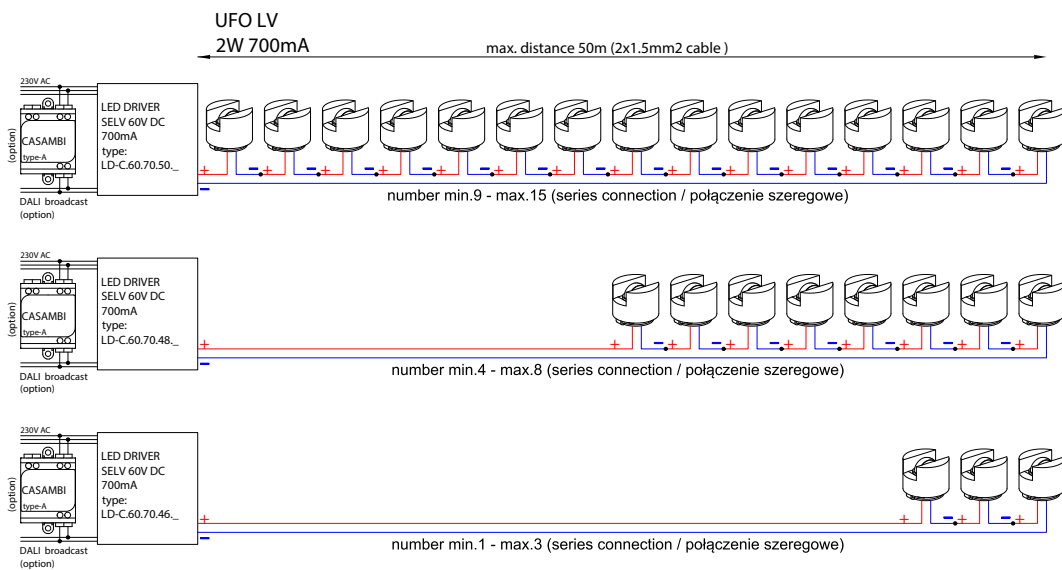 UFO LV
2W 700mA
max. distance 50m (2x1.5mm2 cable )
230V AC
(option)
CASAMBI
type-A
DALI broadcast
(option)
LED DRIVER
SELV 60V DC
700mA
type:
LD-C.60.70.50._
+ - + - + - + - + - + - + - + - + - + - + - + - + - + - +
-
number min.9 - max.15 (series connection / połączenie szeregowe)
230V AC
(option)
CASAMBI
type-A
DALI broadcast
(option)
LED DRIVER
SELV 60V DC
700mA
type:
LD-C.60.70.48._
+ + - + - + - + - + - + - + - +
-
number min.4 - max.8 (series connection / połączenie szeregowe)
230V AC
(option)
CASAMBI
type-A
DALI broadcast
(option)
LED DRIVER
SELV 60V DC
700mA
type:
LD-C.60.70.46._
+ + - + - +
-
number min.1 - max.3 (series connection / połączenie szeregowe)